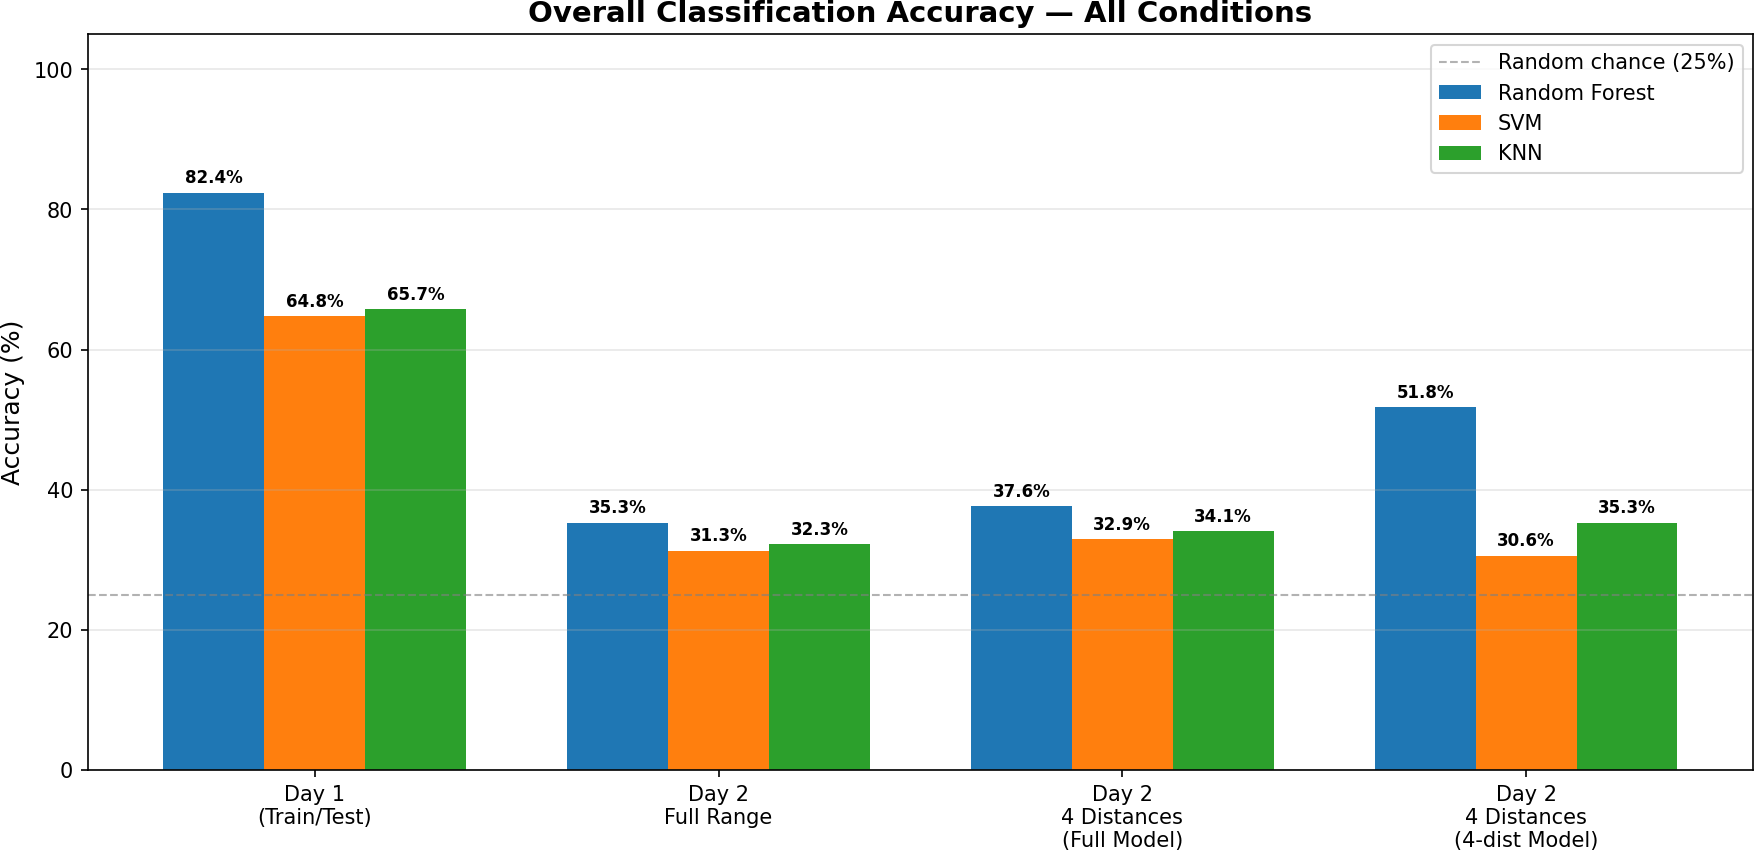 Overall Classification Accuracy — All Conditions
Random chance (25%)
Random Forest
SVM
KNN
Accuracy (%)
100
80
60
40
20
0
82.4%
64.8%
65.7%
35.3%
31.3%
32.3%
37.6%
32.9%
34.1%
51.8%
30.6%
35.3%
Day 1
(Train/Test)
Day 2
Full Range
Day 2
4 Distances
(Full Model)
Day 2
4 Distances
(4-dist Model)